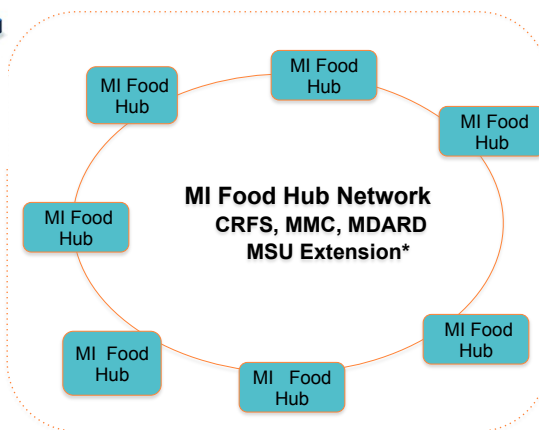 MI Food
Hub
MI Food
Hub
MI Food
Hub
MI Food
Hub
MI Food Hub Network
CRFS, MMC, MDARD
MSU Extension*
MI Food
Hub
MI Food
Hub
MI Food
Hub